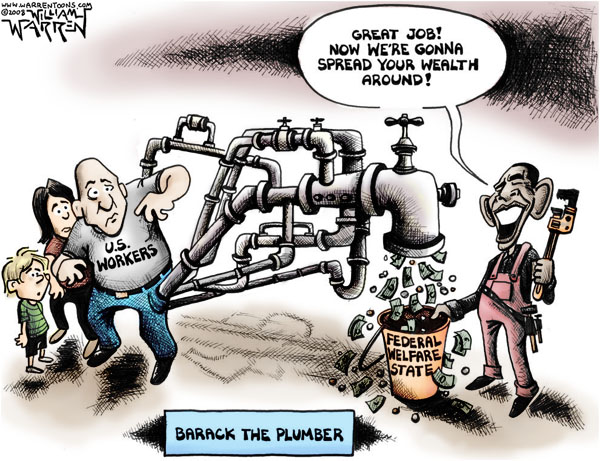 WWW.WARRENTOONS.COM
©2008 WILLIAM
WARREN
GREAT JOB!
NOW WE'RE GONNA
SPREAD YOUR WEALTH
AROUND!
U.S.
WORKERS
FEDERAL
WELFARE
STATE
BARACK THE PLUMBER